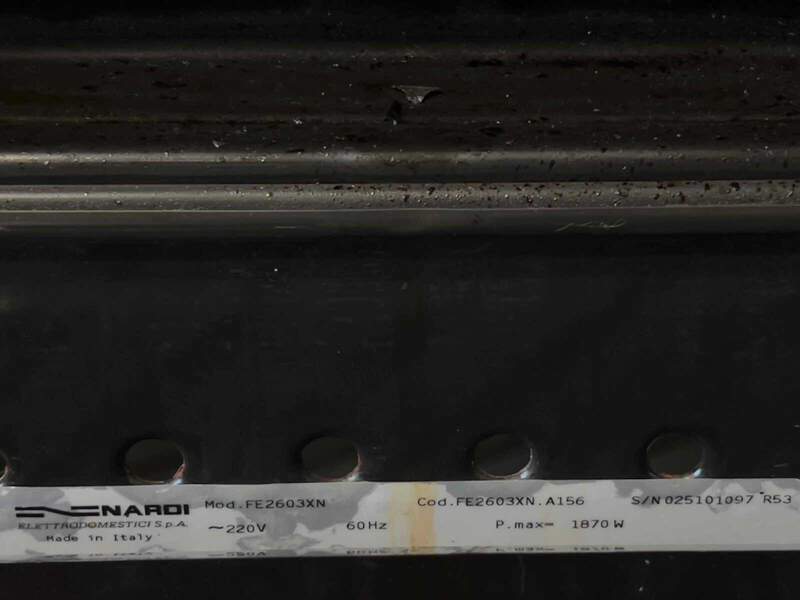 NARDI Mod.FE2603XN Cod.FE2603XN.A156 S/N 025101097 R53
ELETTRODOMESTICI S.p.A. ~220V 60Hz P.max= 1870 W
Made in Italy